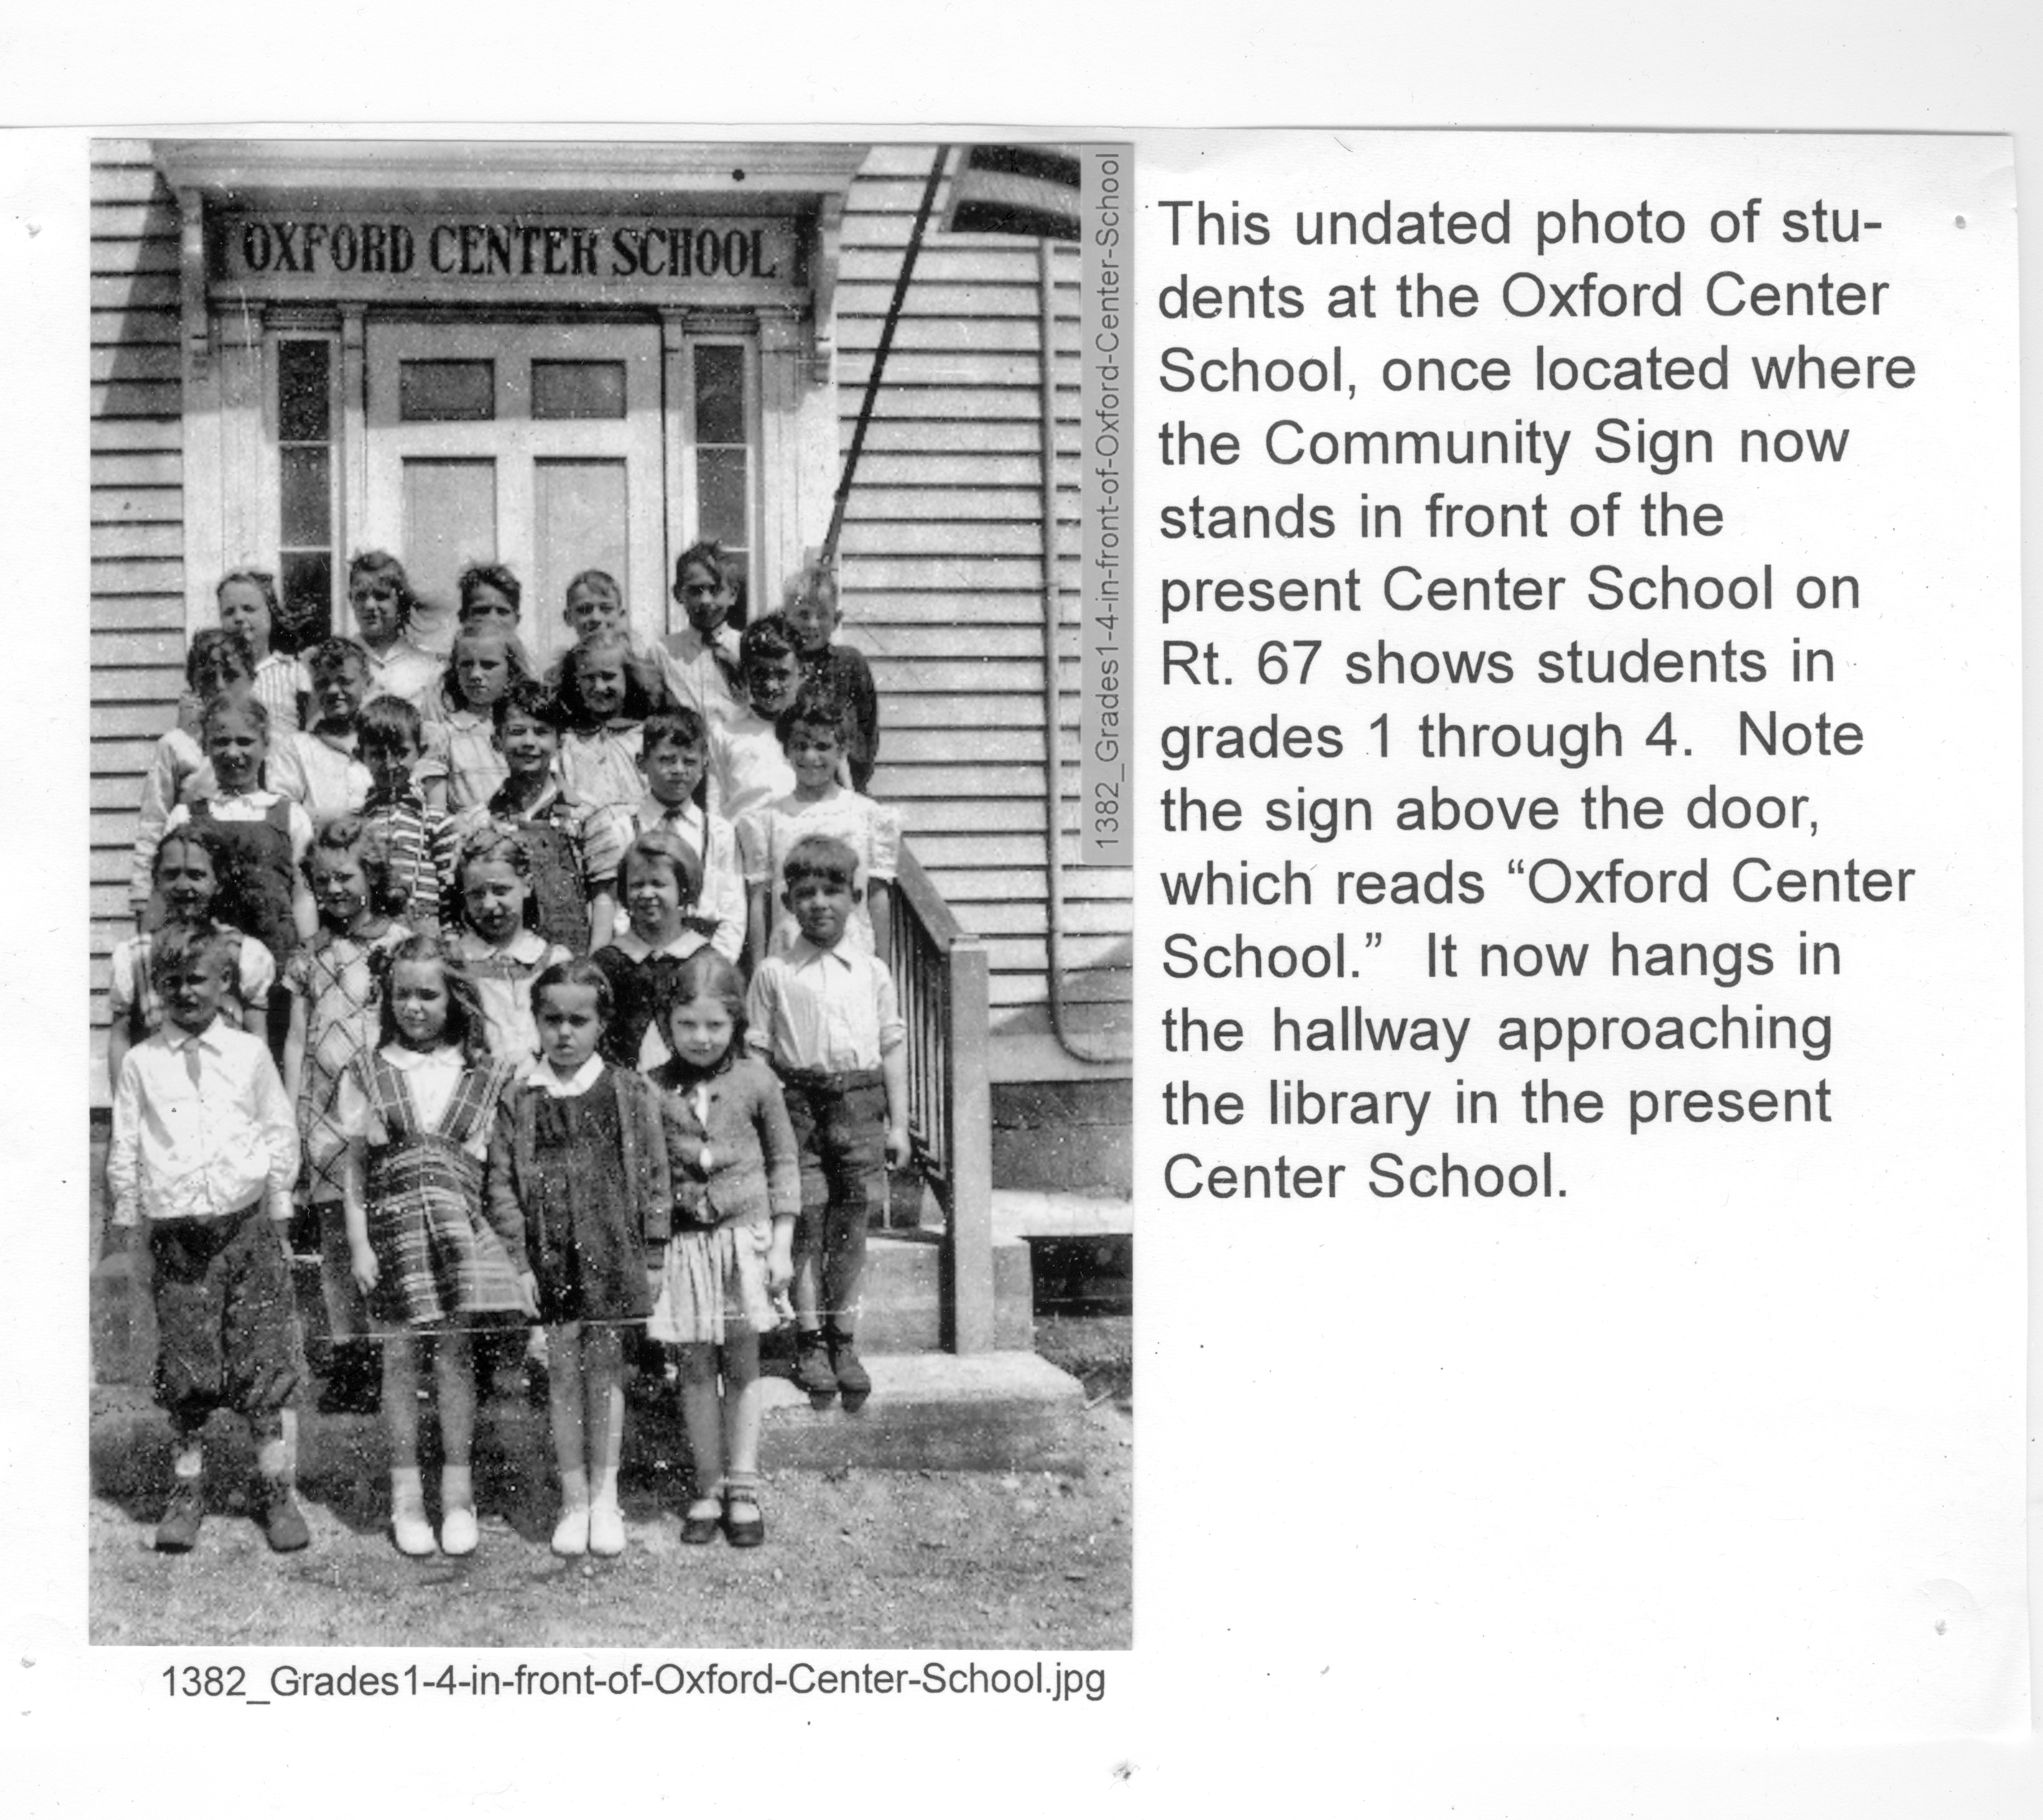 OXFORD CENTER SCHOOL
1382_Grades1-4-in-front-of-Oxford-Center-School
This undated photo of stu-
dents at the Oxford Center
School, once located where
the Community Sign now
stands in front of the
present Center School on
Rt. 67 shows students in
grades 1 through 4.  Note
the sign above the door,
which reads “Oxford Center
School.”  It now hangs in
the hallway approaching
the library in the present
Center School.
1382_Grades1-4-in-front-of-Oxford-Center-School.jpg